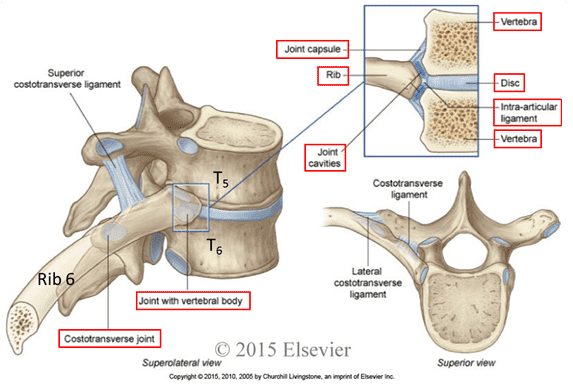 Superior
costotransverse ligament
Joint capsule
Rib
Joint
cavities
Vertebra
Disc
Intra-articular
ligament
Vertebra
T5
T6
Rib 6
Joint with vertebral body
Costotransverse joint
Superolateral view
Costotransverse
ligament
Lateral
costotransverse
ligament
Superior view
© 2015 Elsevier
Copyright © 2015, 2010, 2005 by Churchill Livingstone, an imprint of Elsevier Inc.